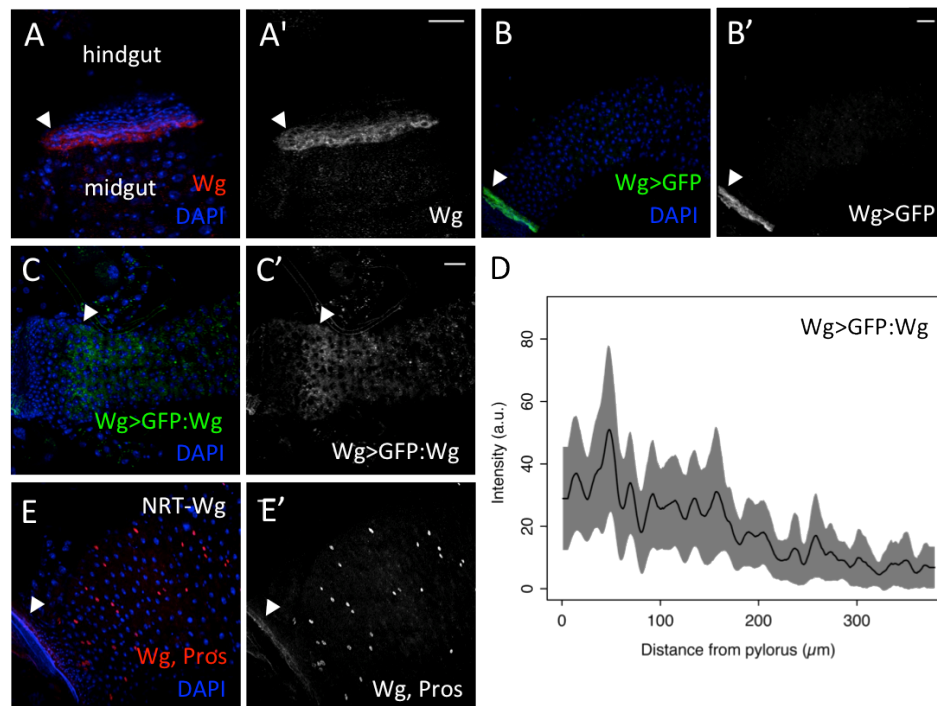 A
hindgut
midgut
Wg
DAPI
A'
Wg
B
Wg>GFP
DAPI
B’
Wg>GFP
C
Wg>GFP:Wg
DAPI
C’
Wg>GFP:Wg
D
Wg>GFP:Wg
Intensity (a.u.)
80
60
40
20
0
0
100
200
300
Distance from pylorus (µm)
E
NRT-Wg
Wg, Pros
DAPI
E’
Wg, Pros